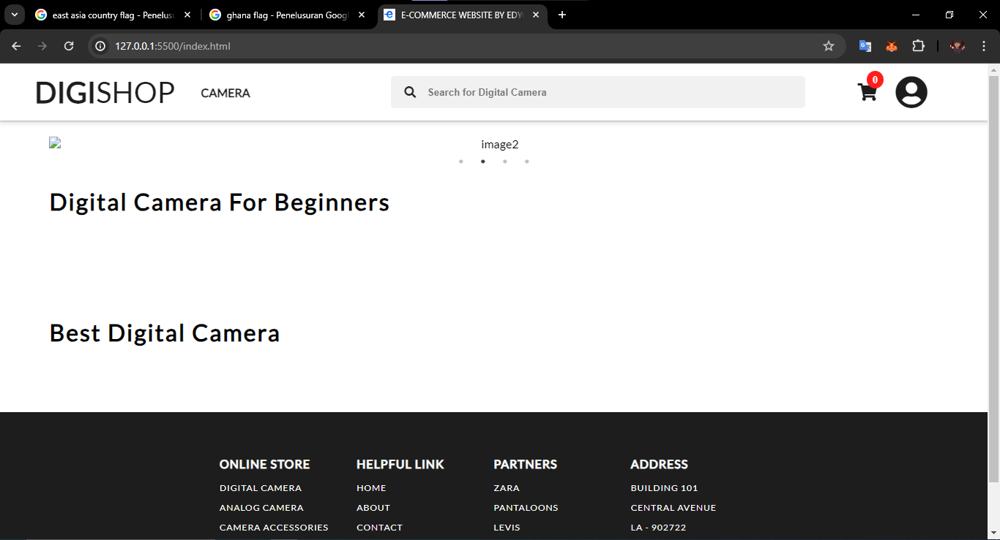 east asia country flag - Penelus
ghana flag - Penelusuran Goog
E-COMMERCE WEBSITE BY EDY
127.0.0.1:5500/index.html
DIGISHOP
CAMERA
Search for Digital Camera
0
image2
Digital Camera For Beginners
Best Digital Camera
ONLINE STORE
DIGITAL CAMERA
ANALOG CAMERA
CAMERA ACCESSORIES
HELPFUL LINK
HOME
ABOUT
CONTACT
PARTNERS
ZARA
PANTALOONS
LEVIS
ADDRESS
BUILDING 101
CENTRAL AVENUE
LA - 902722